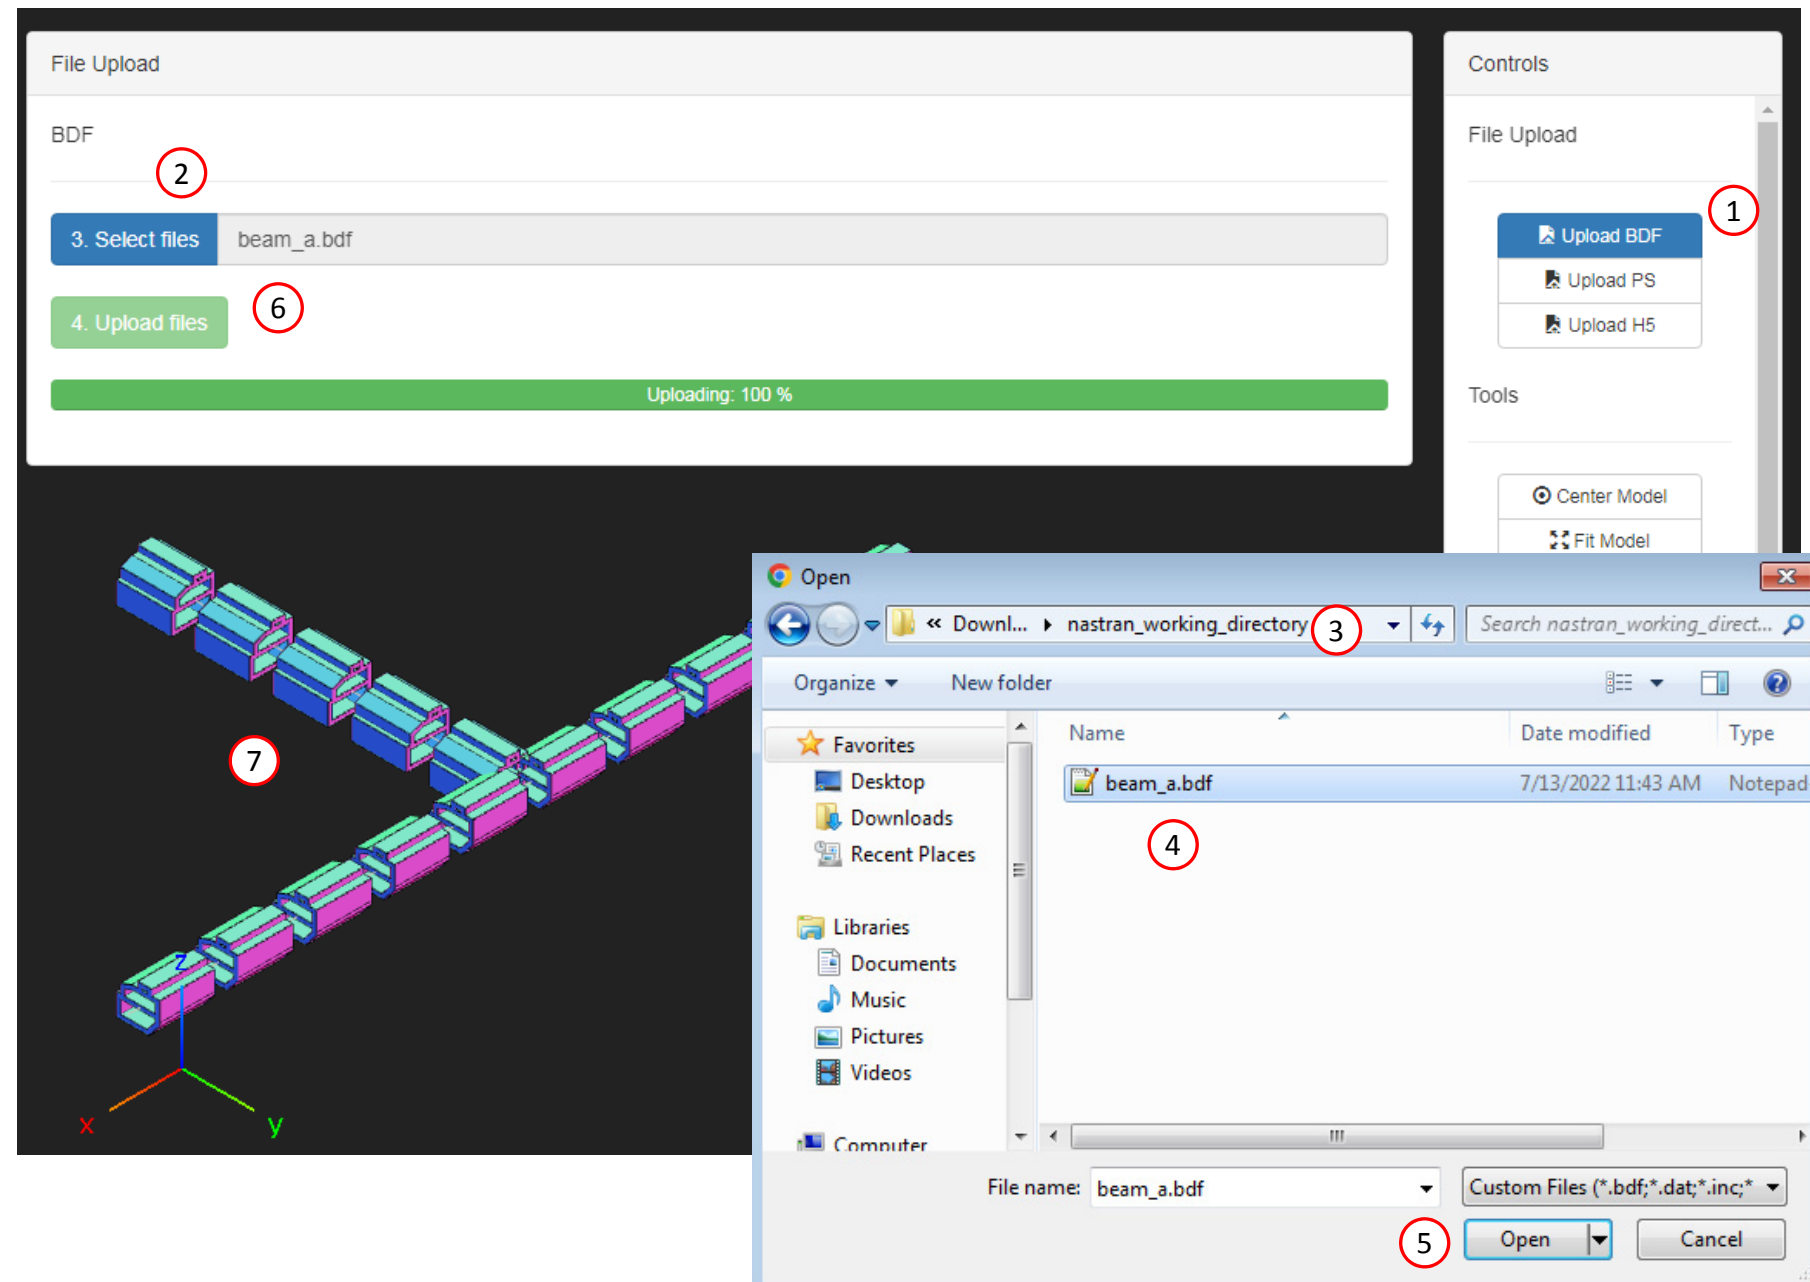 File Upload
BDF
2
3. Select files
beam_a.bdf
4. Upload files
6
Uploading: 100 %
Controls
File Upload
1
Upload BDF
Upload PS
Upload H5
Tools
Center Model
Fit Model
7
z
x
y
Open
« Downl... nastran_working_directory
3
Search nastran_working_direct...
Organize
New folder
Favorites
Desktop
Downloads
Recent Places
Libraries
Documents
Music
Pictures
Videos
Computer
Name
Date modified
Type
beam_a.bdf
7/13/2022 11:43 AM
Notepad
4
File name:
beam_a.bdf
Custom Files (*.bdf;*.dat;*.inc;*
5
Open
Cancel